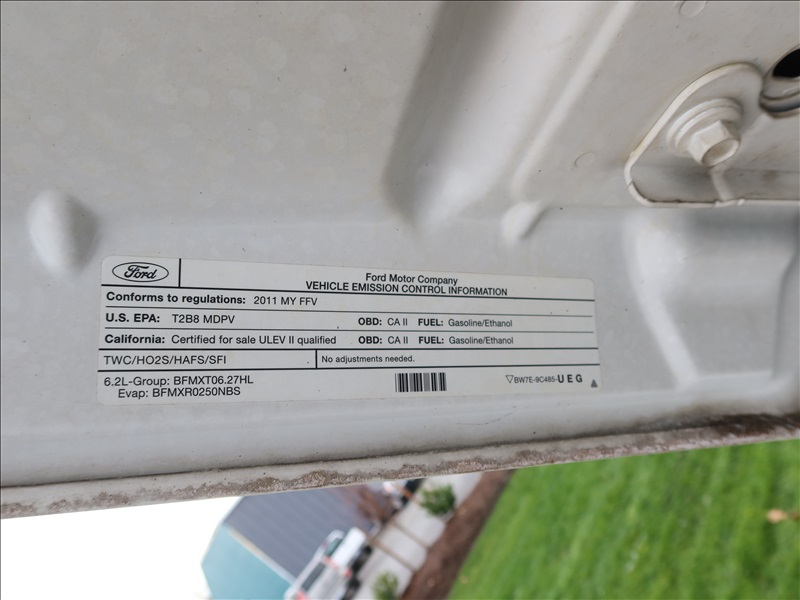 Ford
Ford Motor Company
VEHICLE EMISSION CONTROL INFORMATION
Conforms to regulations: 2011 MY FFV
U.S. EPA: T2B8 MDPV OBD: CA II FUEL: Gasoline/Ethanol
California: Certified for sale ULEV II qualified OBD: CA II FUEL: Gasoline/Ethanol
TWC/HO2S/HAFS/SFI No adjustments needed.
6.2L-Group: BFMXT06.27HL
Evap: BFMXR0250NBS
BW7E-9C485-UEG